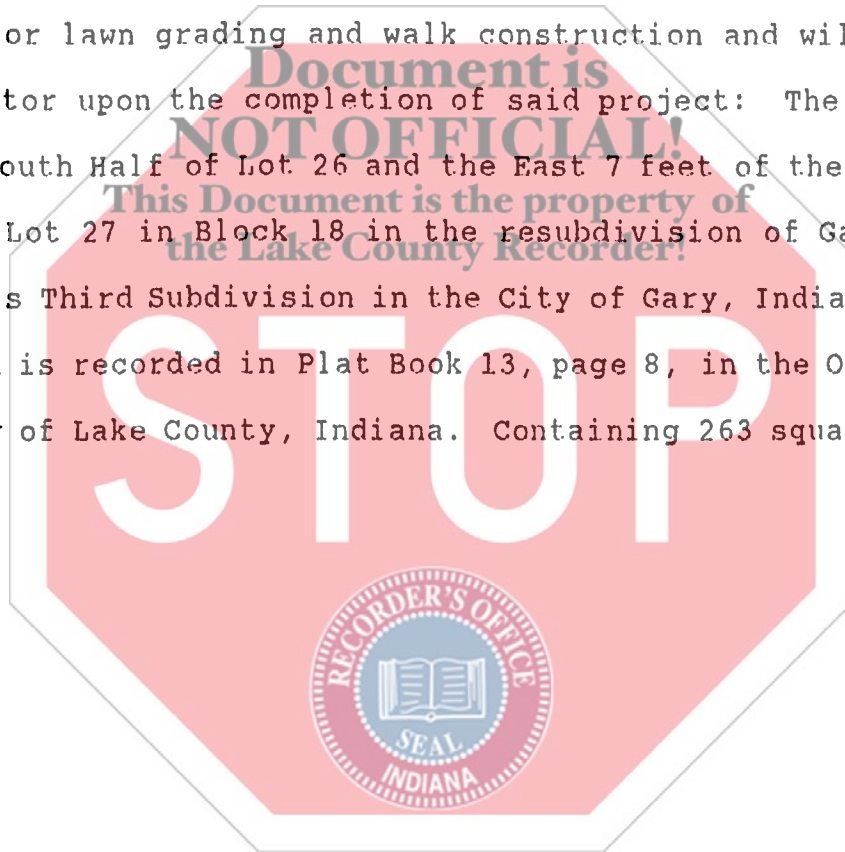 or lawn grading and walk construction and wil
Document is
tor upon the completion of said project: The
NOT OFFICIAL!
outh Half of Lot 26 and the East 7 feet of the
This Document is the property of
Lot 27 in Block 18 in the resubdivision of Ga
the Lake County Recorder!
s Third Subdivision in the City of Gary, India
is recorded in Plat Book 13, page 8, in the O
of Lake County, Indiana. Containing 263 squa
STOP
RECORDER'S OFFICE
SEAL
INDIANA